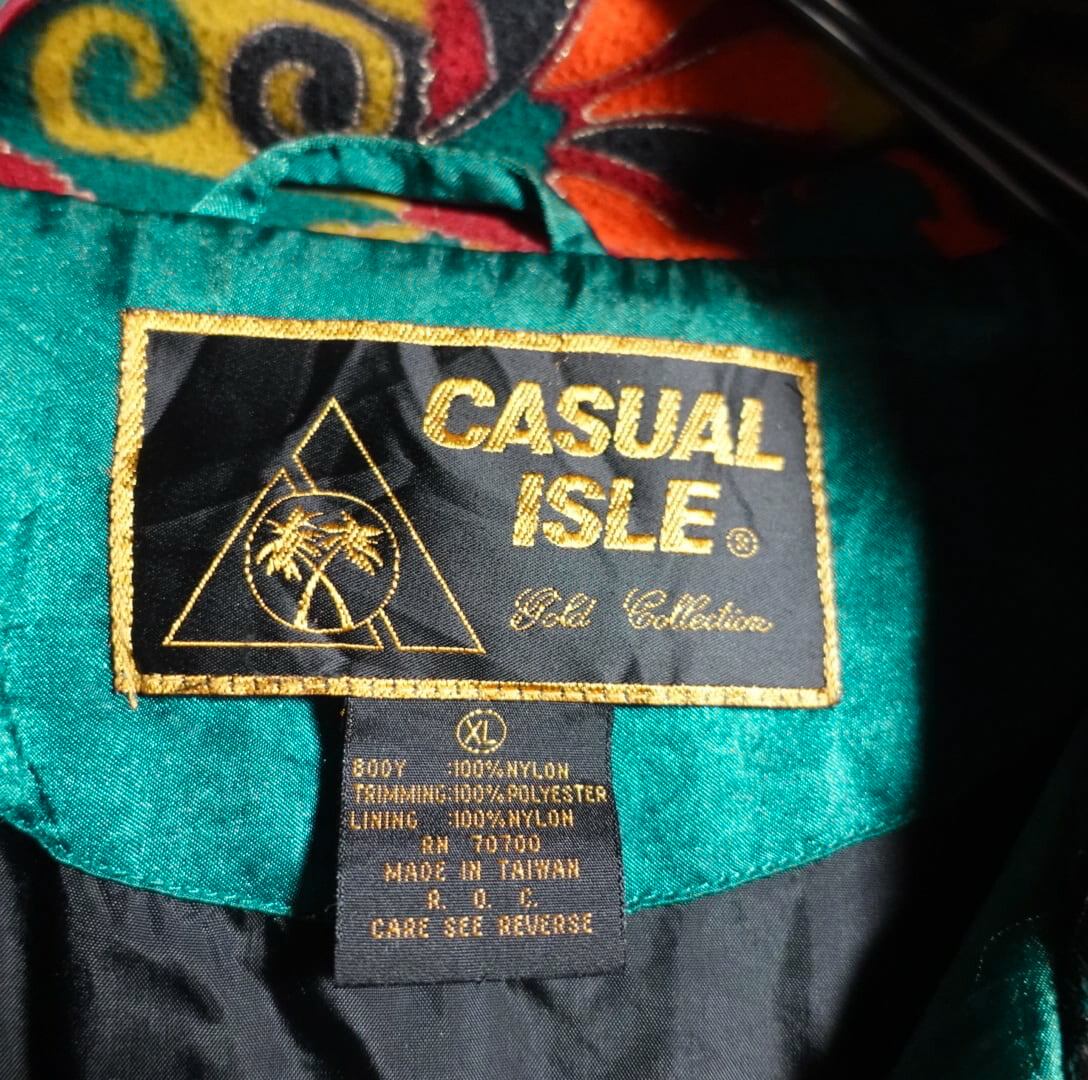 CASUAL
ISLE ®
Gold Collection
XL
BODY :100%NYLON
TRIMMING:100%POLYESTER
LINING :100%NYLON
RN 70700
MADE IN TAIWAN
R. O. C.
CARE SEE REVERSE